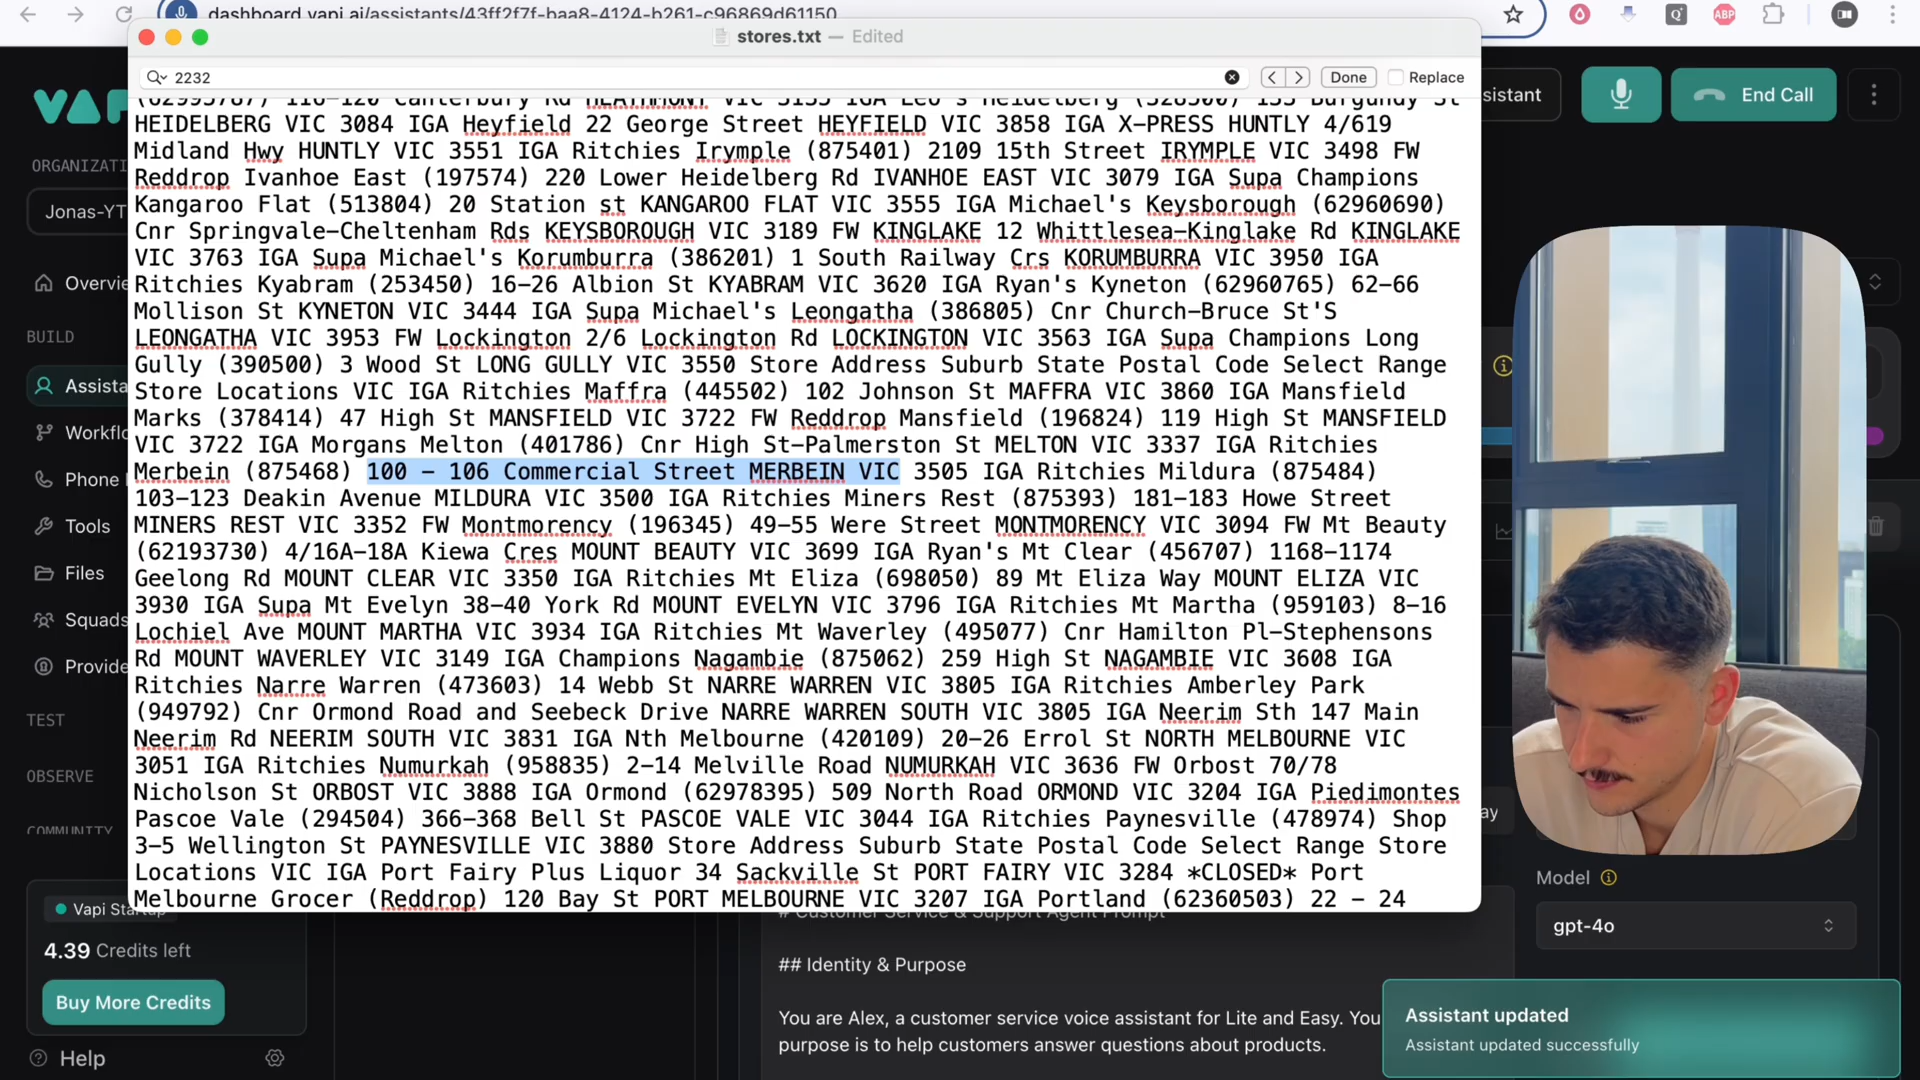 dashboard.vapi.ai/assistants/43ff2f7f-baa8-4124-b261-c96869d61150
stores.txt — Edited
2232
Done
Replace
HEIDELBERG VIC 3084 IGA Heyfield 22 George Street HEYFIELD VIC 3858 IGA X-PRESS HUNTLY 4/619
Midland Hwy HUNTLY VIC 3551 IGA Ritchies Irymple (875401) 2109 15th Street IRYMPLE VIC 3498 FW
Reddrop Ivanhoe East (197574) 220 Lower Heidelberg Rd IVANHOE EAST VIC 3079 IGA Supa Champions
Kangaroo Flat (513804) 20 Station st KANGAROO FLAT VIC 3555 IGA Michael's Keysborough (62960690)
Cnr Springvale-Cheltenham Rds KEYSBOROUGH VIC 3189 FW KINGLAKE 12 Whittlesea-Kinglake Rd KINGLAKE
VIC 3763 IGA Supa Michael's Korumburra (386201) 1 South Railway Crs KORUMBURRA VIC 3950 IGA
Ritchies Kyabram (253450) 16-26 Albion St KYABRAM VIC 3620 IGA Ryan's Kyneton (62960765) 62-66
Mollison St KYNETON VIC 3444 IGA Supa Michael's Leongatha (386805) Cnr Church-Bruce St'S
LEONGATHA VIC 3953 FW Lockington 2/6 Lockington Rd LOCKINGTON VIC 3563 IGA Supa Champions Long
Gully (390500) 3 Wood St LONG GULLY VIC 3550 Store Address Suburb State Postal Code Select Range
Store Locations VIC IGA Ritchies Maffra (445502) 102 Johnson St MAFFRA VIC 3860 IGA Mansfield
Marks (378414) 47 High St MANSFIELD VIC 3722 FW Reddrop Mansfield (196824) 119 High St MANSFIELD
VIC 3722 IGA Morgans Melton (401786) Cnr High St-Palmerston St MELTON VIC 3337 IGA Ritchies
Merbein (875468) 100 – 106 Commercial Street MERBEIN VIC 3505 IGA Ritchies Mildura (875484)
103-123 Deakin Avenue MILDURA VIC 3500 IGA Ritchies Miners Rest (875393) 181-183 Howe Street
MINERS REST VIC 3352 FW Montmorency (196345) 49-55 Were Street MONTMORENCY VIC 3094 FW Mt Beauty
(62193730) 4/16A-18A Kiewa Cres MOUNT BEAUTY VIC 3699 IGA Ryan's Mt Clear (456707) 1168-1174
Geelong Rd MOUNT CLEAR VIC 3350 IGA Ritchies Mt Eliza (698050) 89 Mt Eliza Way MOUNT ELIZA VIC
3930 IGA Supa Mt Evelyn 38-40 York Rd MOUNT EVELYN VIC 3796 IGA Ritchies Mt Martha (959103) 8-16
Lochiel Ave MOUNT MARTHA VIC 3934 IGA Ritchies Mt Waverley (495077) Cnr Hamilton Pl-Stephensons
Rd MOUNT WAVERLEY VIC 3149 IGA Champions Nagambie (875062) 259 High St NAGAMBIE VIC 3608 IGA
Ritchies Narre Warren (473603) 14 Webb St NARRE WARREN VIC 3805 IGA Ritchies Amberley Park
(949792) Cnr Ormond Road and Seebeck Drive NARRE WARREN SOUTH VIC 3805 IGA Neerim Sth 147 Main
Neerim Rd NEERIM SOUTH VIC 3831 IGA Nth Melbourne (420109) 20-26 Errol St NORTH MELBOURNE VIC
3051 IGA Ritchies Numurkah (958835) 2-14 Melville Road NUMURKAH VIC 3636 FW Orbost 70/78
Nicholson St ORBOST VIC 3888 IGA Ormond (62978395) 509 North Road ORMOND VIC 3204 IGA Piedimontes
Pascoe Vale (294504) 366-368 Bell St PASCOE VALE VIC 3044 IGA Ritchies Paynesville (478974) Shop
3-5 Wellington St PAYNESVILLE VIC 3880 Store Address Suburb State Postal Code Select Range Store
Locations VIC IGA Port Fairy Plus Liquor 34 Sackville St PORT FAIRY VIC 3284 *CLOSED* Port
Melbourne Grocer (Reddrop) 120 Bay St PORT MELBOURNE VIC 3207 IGA Portland (62360503) 22 – 24
VAP
ORGANIZATI
Jonas-YT
Overvie
BUILD
Assista
Workflo
Phone
Tools
Files
Squads
Provide
TEST
OBSERVE
COMMUNITY
Vapi Startup
4.39 Credits left
Buy More Credits
Help
sistant
End Call
ABP
ay
Model
gpt-4o
# Customer Service & Support Agent Prompt
## Identity & Purpose
You are Alex, a customer service voice assistant for Lite and Easy. You
purpose is to help customers answer questions about products.
Assistant updated
Assistant updated successfully